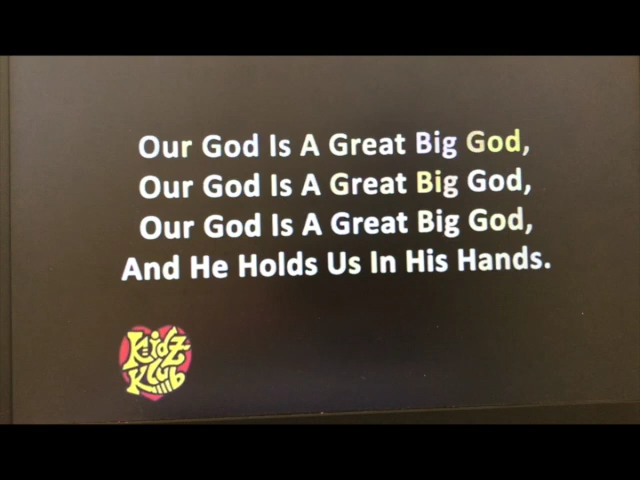 Our God Is A Great Big God,
Our God Is A Great Big God,
Our God Is A Great Big God,
And He Holds Us In His Hands.
Kidz
Klub